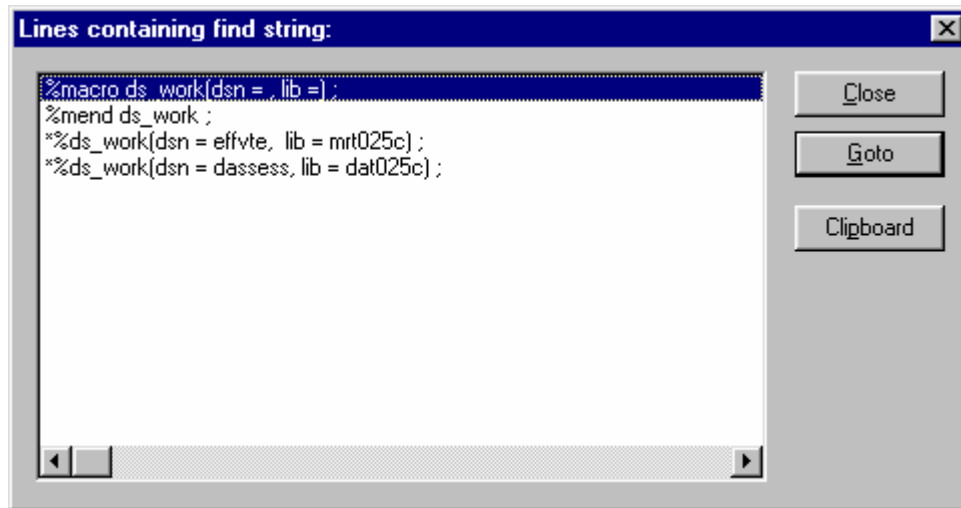 Lines containing find string:
%macro ds_work(dsn = , lib =) ;
%mend ds_work ;
*%ds_work(dsn = effvte,  lib = mrt025c) ;
*%ds_work(dsn = dassess, lib = dat025c) ;
Close
Goto
Clipboard